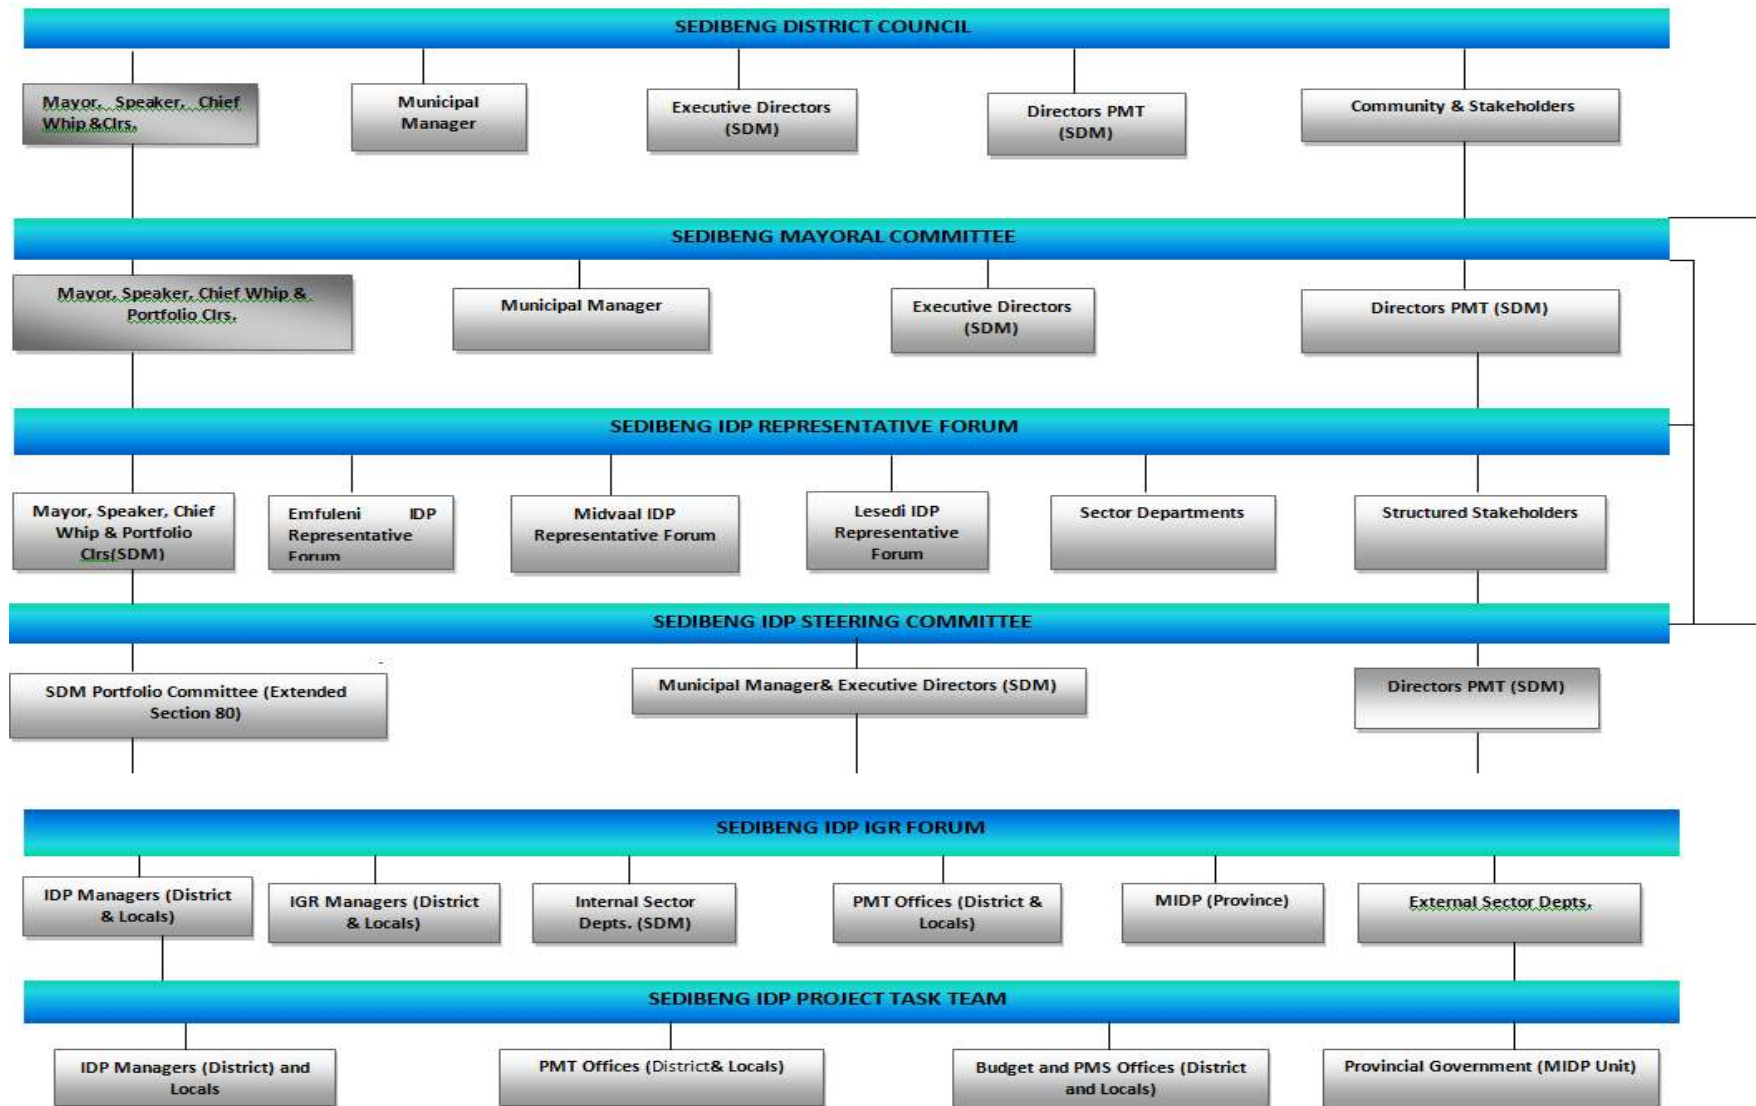 SEDIBENG DISTRICT COUNCIL
Mayor, Speaker, Chief
Whip &Clrs.
Municipal
Manager
Executive Directors
(SDM)
Directors PMT
(SDM)
Community & Stakeholders
SEDIBENG MAYORAL COMMITTEE
Mayor, Speaker, Chief Whip &
Portfolio Clrs.
Municipal Manager
Executive Directors
(SDM)
Directors PMT (SDM)
SEDIBENG IDP REPRESENTATIVE FORUM
Mayor, Speaker, Chief
Whip & Portfolio
Clrs(SDM)
Emfuleni IDP
Representative
Forum
Midvaal IDP
Representative Forum
Lesedi IDP
Representative
Forum
Sector Departments
Structured Stakeholders
SEDIBENG IDP STEERING COMMITTEE
SDM Portfolio Committee (Extended
Section 80)
Municipal Manager& Executive Directors (SDM)
Directors PMT (SDM)
SEDIBENG IDP IGR FORUM
IDP Managers (District
& Locals)
IGR Managers (District
& Locals)
Internal Sector
Depts. (SDM)
PMT Offices (District &
Locals)
MIDP (Province)
External Sector Depts.
SEDIBENG IDP PROJECT TASK TEAM
IDP Managers (District) and
Locals
PMT Offices (District& Locals)
Budget and PMS Offices (District
and Locals)
Provincial Government (MIDP Unit)